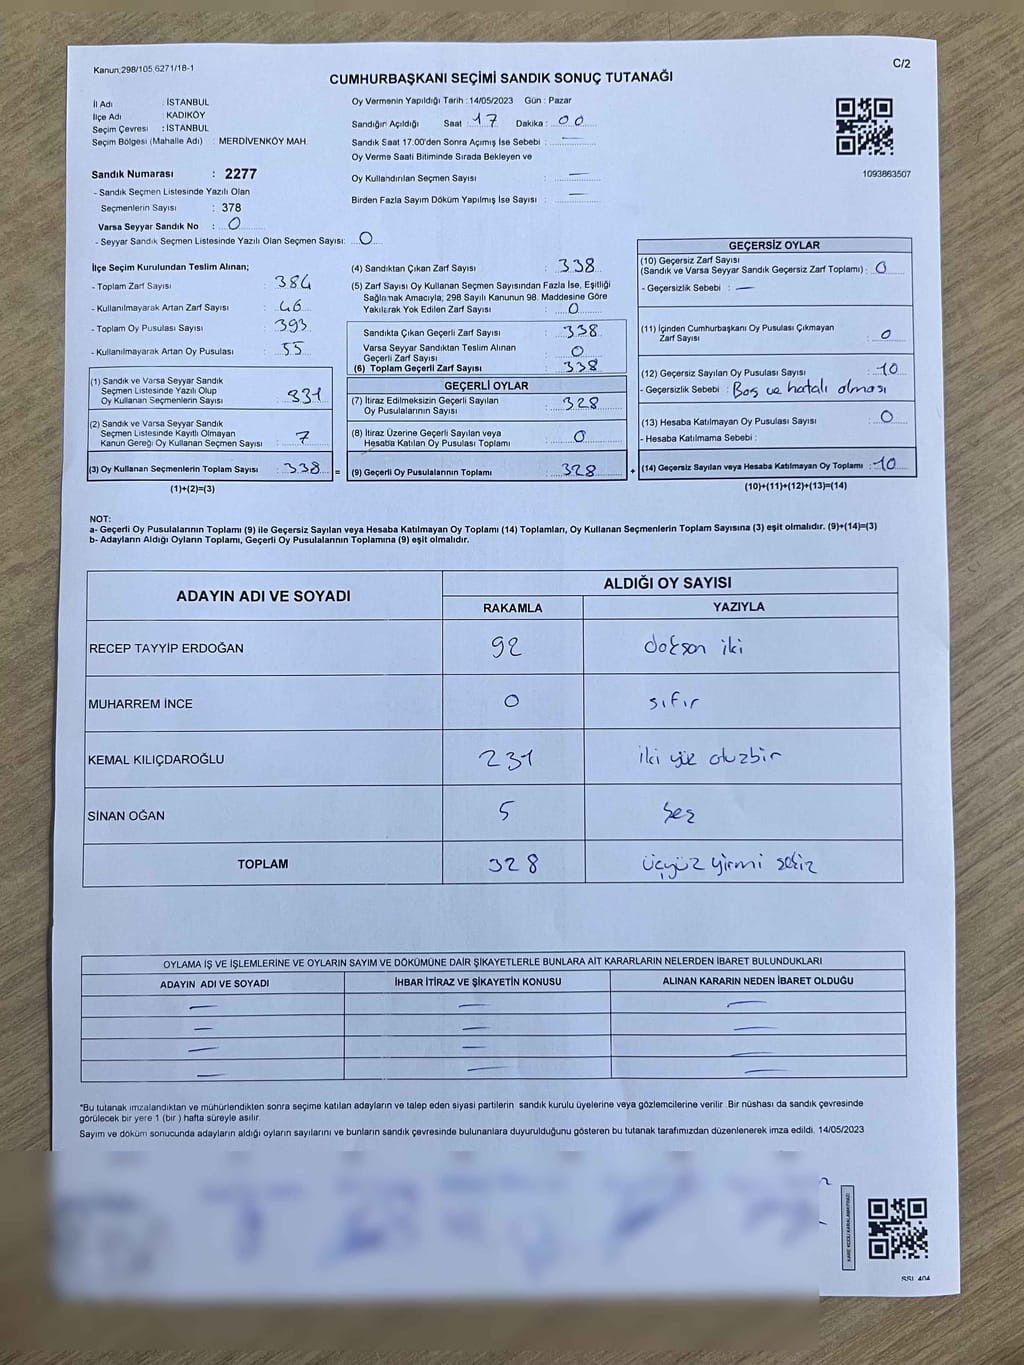 Kanun;298/105.6271/18-1
C/2
CUMHURBAŞKANI SEÇİMİ SANDIK SONUÇ TUTANAĞI
İl Adı : İSTANBUL
İlçe Adı : KADIKÖY
Seçim Çevresi : İSTANBUL
Seçim Bölgesi (Mahalle Adı) : MERDİVENKÖY MAH.
Oy Vermenin Yapıldığı Tarih : 14/05/2023 Gün : Pazar
Sandığın Açıldığı Saat : 17 Dakika : 00
Sandık Saat 17.00'den Sonra Açımış İse Sebebi : —
Oy Verme Saati Bitiminde Sırada Bekleyen ve
Oy Kullandırılan Seçmen Sayısı : —
Birden Fazla Sayım Döküm Yapılmış İse Sayısı : —
1093863507
Sandık Numarası : 2277
- Sandık Seçmen Listesinde Yazılı Olan
Seçmenlerin Sayısı : 378
Varsa Seyyar Sandık No : 0
- Seyyar Sandık Seçmen Listesinde Yazılı Olan Seçmen Sayısı: 0
İlçe Seçim Kurulundan Teslim Alınan;
- Toplam Zarf Sayısı : 384
- Kullanılmayarak Artan Zarf Sayısı : 46
- Toplam Oy Pusulası Sayısı : 393
- Kullanılmayarak Artan Oy Pusulası : 55
(1) Sandık ve Varsa Seyyar Sandık
Seçmen Listesinde Yazılı Olup
Oy Kullanan Seçmenlerin Sayısı : 331
(2) Sandık ve Varsa Seyyar Sandık
Seçmen Listesinde Kayıtlı Olmayan
Kanun Gereği Oy Kullanan Seçmen Sayısı : 7
(3) Oy Kullanan Seçmenlerin Toplam Sayısı : 338 =
(1)+(2)=(3)
(4) Sandıktan Çıkan Zarf Sayısı : 338
(5) Zarf Sayısı Oy Kullanan Seçmen Sayısından Fazla İse, Eşitliği
Sağlamak Amacıyla; 298 Sayılı Kanunun 98. Maddesine Göre
Yakılarak Yok Edilen Zarf Sayısı : 0
Sandıkta Çıkan Geçerli Zarf Sayısı : 338
Varsa Seyyar Sandıktan Teslim Alınan
Geçerli Zarf Sayısı : 0
(6) Toplam Geçerli Zarf Sayısı : 338
GEÇERLİ OYLAR
(7) İtiraz Edilmeksizin Geçerli Sayılan
Oy Pusulalarının Sayısı : 328
(8) İtiraz Üzerine Geçerli Sayılan veya
Hesaba Katılan Oy Pusulası Toplamı : 0
(9) Geçerli Oy Pusulalarının Toplamı : 328 +
GEÇERSİZ OYLAR
(10) Geçersiz Zarf Sayısı
(Sandık ve Varsa Seyyar Sandık Geçersiz Zarf Toplamı) : 0
- Geçersizlik Sebebi : —
(11) İçinden Cumhurbaşkanı Oy Pusulası Çıkmayan
Zarf Sayısı : 0
(12) Geçersiz Sayılan Oy Pusulası Sayısı : 10
- Geçersizlik Sebebi : Boş ve hatalı olması
(13) Hesaba Katılmayan Oy Pusulası Sayısı : 0
- Hesaba Katılmama Sebebi :
(14) Geçersiz Sayılan veya Hesaba Katılmayan Oy Toplamı : 10
(10)+(11)+(12)+(13)=(14)
NOT:
a- Geçerli Oy Pusulalarının Toplamı (9) ile Geçersiz Sayılan veya Hesaba Katılmayan Oy Toplamı (14) Toplamları, Oy Kullanan Seçmenlerin Toplam Sayısına (3) eşit olmalıdır. (9)+(14)=(3)
b- Adayların Aldığı Oyların Toplamı, Geçerli Oy Pusulalarının Toplamına (9) eşit olmalıdır.
ADAYIN ADI VE SOYADI ALDIĞI OY SAYISI
RAKAMLA YAZIYLA
RECEP TAYYİP ERDOĞAN 92 doksan iki
MUHARREM İNCE 0 sıfır
KEMAL KILIÇDAROĞLU 231 iki yüz otuzbir
SİNAN OĞAN 5 beş
TOPLAM 328 üçyüz yirmi sekiz
OYLAMA İŞ VE İŞLEMLERİNE VE OYLARIN SAYIM VE DÖKÜMÜNE DAİR ŞİKAYETLERLE BUNLARA AİT KARARLARIN NELERDEN İBARET BULUNDUKLARI
ADAYIN ADI VE SOYADI İHBAR İTİRAZ VE ŞİKAYETİN KONUSU ALINAN KARARIN NEDEN İBARET OLDUĞU
— — —
— — —
— — —
— — —
*Bu tutanak imzalandıktan ve mühürlendikten sonra seçime katılan adayların ve talep eden siyasi partilerin sandık kurulu üyelerine veya gözlemcilerine verilir. Bir nüshası da sandık çevresinde
görülecek bir yere 1 (bir ) hafta süreyle asılır.
Sayım ve döküm sonucunda adayların aldığı oyların sayılarını ve bunların sandık çevresinde bulunanlara duyurulduğunu gösteren bu tutanak tarafımızdan düzenlenerek imza edildi. 14/05/2023
KARE KODU KARALAMAYINIZ!